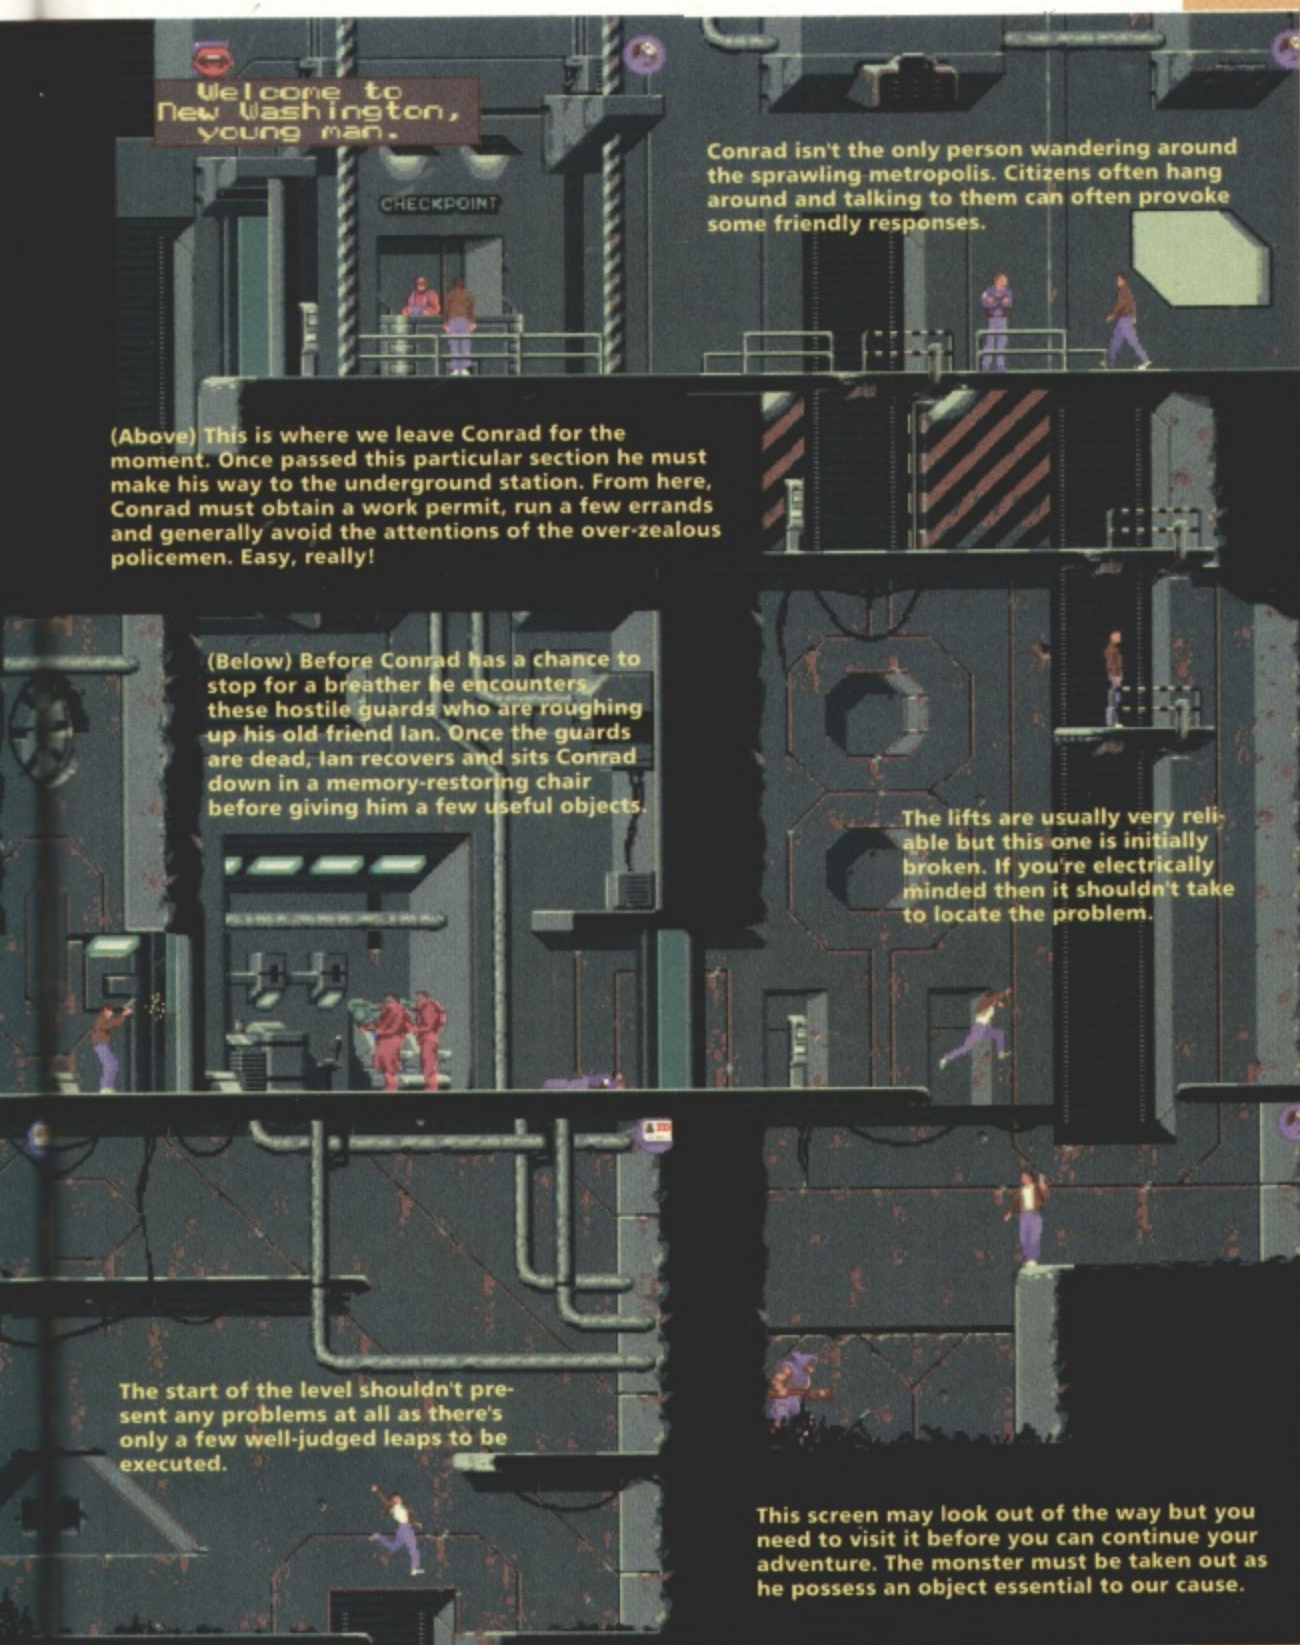 Welcome to
New Washington,
young man.
CHECKPOINT
Conrad isn't the only person wandering around
the sprawling metropolis. Citizens often hang
around and talking to them can often provoke
some friendly responses.
(Above) This is where we leave Conrad for the
moment. Once passed this particular section he must
make his way to the underground station. From here,
Conrad must obtain a work permit, run a few errands
and generally avoid the attentions of the over-zealous
policemen. Easy, really!
(Below) Before Conrad has a chance to
stop for a breather he encounters
these hostile guards who are roughing
up his old friend Ian. Once the guards
are dead, Ian recovers and sits Conrad
down in a memory-restoring chair
before giving him a few useful objects.
The lifts are usually very reli-
able but this one is initially
broken. If you're electrically
minded then it shouldn't take
to locate the problem.
The start of the level shouldn't pre-
sent any problems at all as there's
only a few well-judged leaps to be
executed.
This screen may look out of the way but you
need to visit it before you can continue your
adventure. The monster must be taken out as
he possess an object essential to our cause.